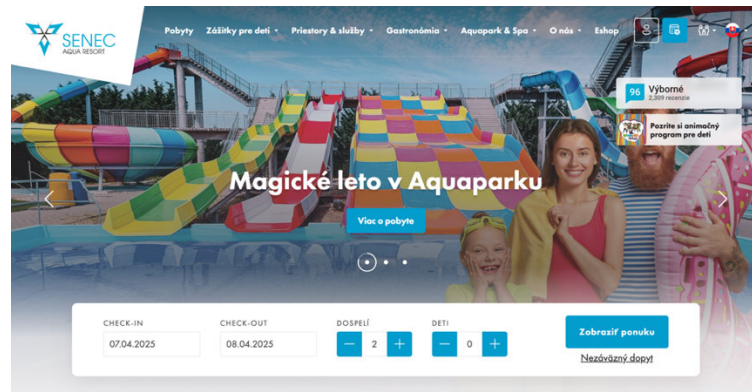 SENEC
AQUA RESORT
Pobyty Zážitky pre deti Priestory & služby Gastronómia Aquapark & Spa O nás Eshop
96 Výborné
2,309 recenzie
Pozrite si animačný
program pre deti
Magické leto v Aquaparku
Viac o pobyte
CHECK-IN CHECK-OUT DOSPELÍ DETI
07.04.2025 08.04.2025 — 2 + — 0 +
Zobraziť ponuku
Nezáväzný dopyt